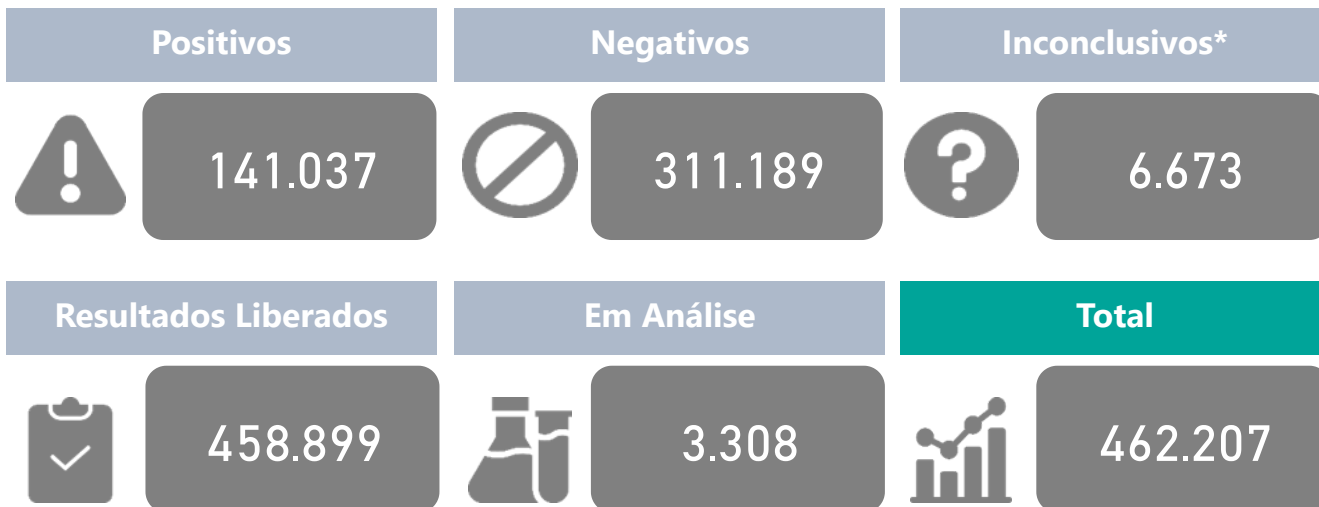 Positivos
Negativos
Inconclusivos*
141.037
311.189
6.673
Resultados Liberados
Em Análise
Total
458.899
3.308
462.207